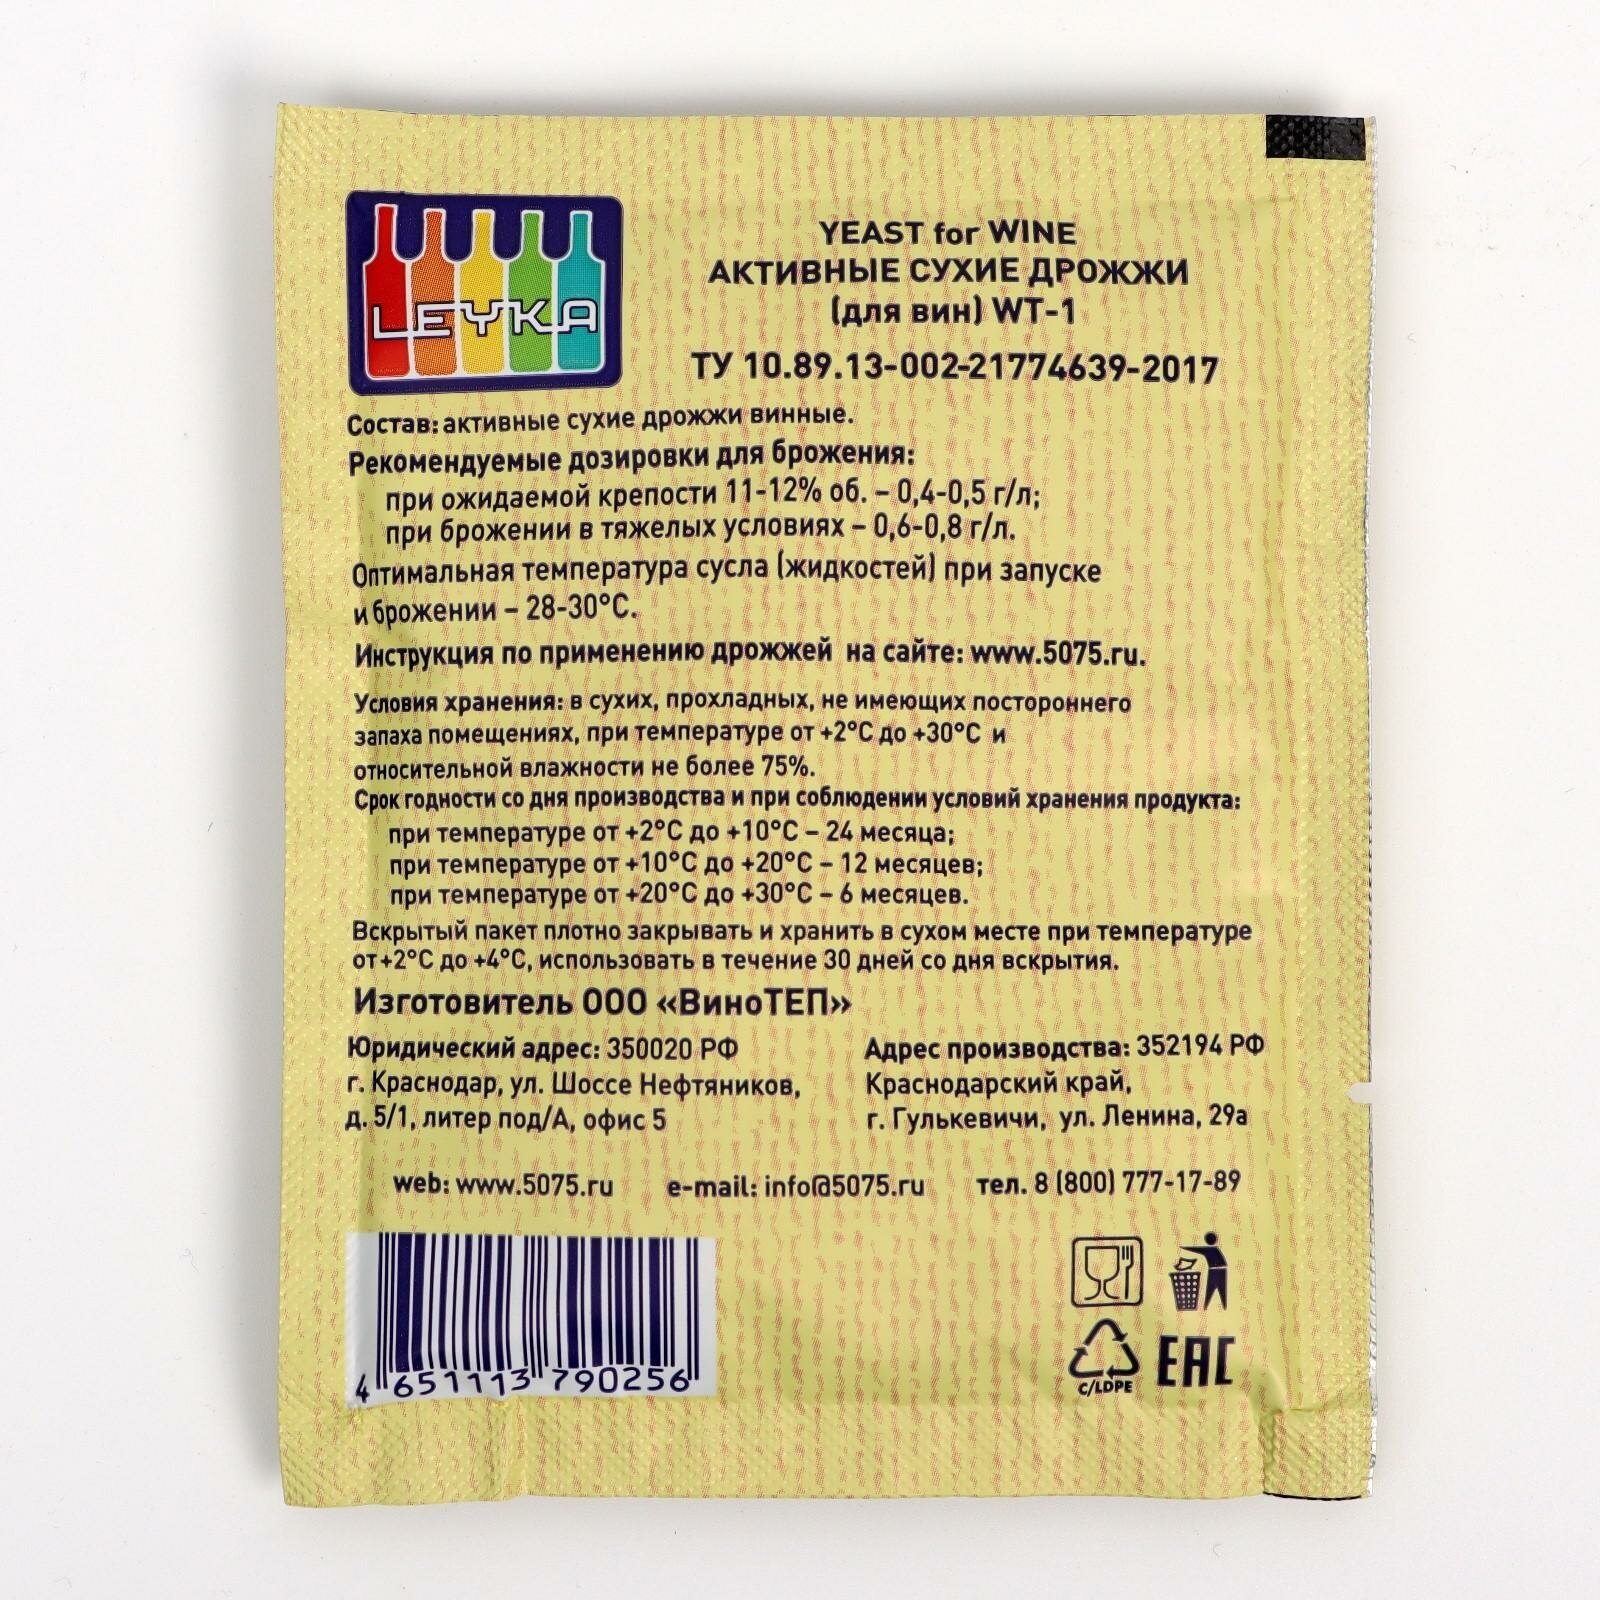 LEYKA
YEAST for WINE
АКТИВНЫЕ СУХИЕ ДРОЖЖИ
(для вин) WT-1
ТУ 10.89.13-002-21774639-2017
Состав: активные сухие дрожжи винные.
Рекомендуемые дозировки для брожения:
при ожидаемой крепости 11-12% об. – 0,4-0,5 г/л;
при брожении в тяжелых условиях – 0,6-0,8 г/л.
Оптимальная температура сусла (жидкостей) при запуске
и брожении – 28-30°С.
Инструкция по применению дрожжей на сайте: www.5075.ru.
Условия хранения: в сухих, прохладных, не имеющих постороннего
запаха помещениях, при температуре от +2°С до +30°С и
относительной влажности не более 75%.
Срок годности со дня производства и при соблюдении условий хранения продукта:
при температуре от +2°С до +10°С – 24 месяца;
при температуре от +10°С до +20°С – 12 месяцев;
при температуре от +20°С до +30°С – 6 месяцев.
Вскрытый пакет плотно закрывать и хранить в сухом месте при температуре
от +2°С до +4°С, использовать в течение 30 дней со дня вскрытия.
Изготовитель ООО «ВиноТЕП»
Юридический адрес: 350020 РФ
г. Краснодар, ул. Шоссе Нефтяников,
д. 5/1, литер под/А, офис 5
Адрес производства: 352194 РФ
Краснодарский край,
г. Гулькевичи, ул. Ленина, 29а
web: www.5075.ru e-mail: info@5075.ru тел. 8 (800) 777-17-89
4 651113 790256
C/LDPE
EAC